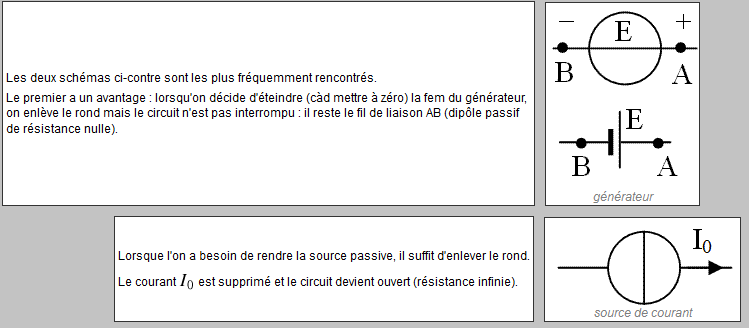 Les deux schémas ci-contre sont les plus fréquemment rencontrés.
Le premier a un avantage : lorsqu'on décide d'éteindre (càd mettre à zéro) la fem du générateur,
on enlève le rond mais le circuit n'est pas interrompu : il reste le fil de liaison AB (dipôle passif
de résistance nulle).
− E +
B A
E
B A
générateur
Lorsque l'on a besoin de rendre la source passive, il suffit d'enlever le rond.
Le courant I₀ est supprimé et le circuit devient ouvert (résistance infinie).
I₀
source de courant